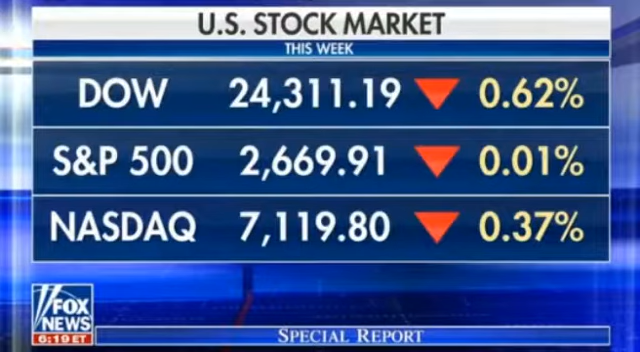 U.S. STOCK MARKET
THIS WEEK
DOW 24,311.19 0.62%
S&P 500 2,669.91 0.01%
NASDAQ 7,119.80 0.37%
FOX
NEWS
6:19 ET
SPECIAL REPORT